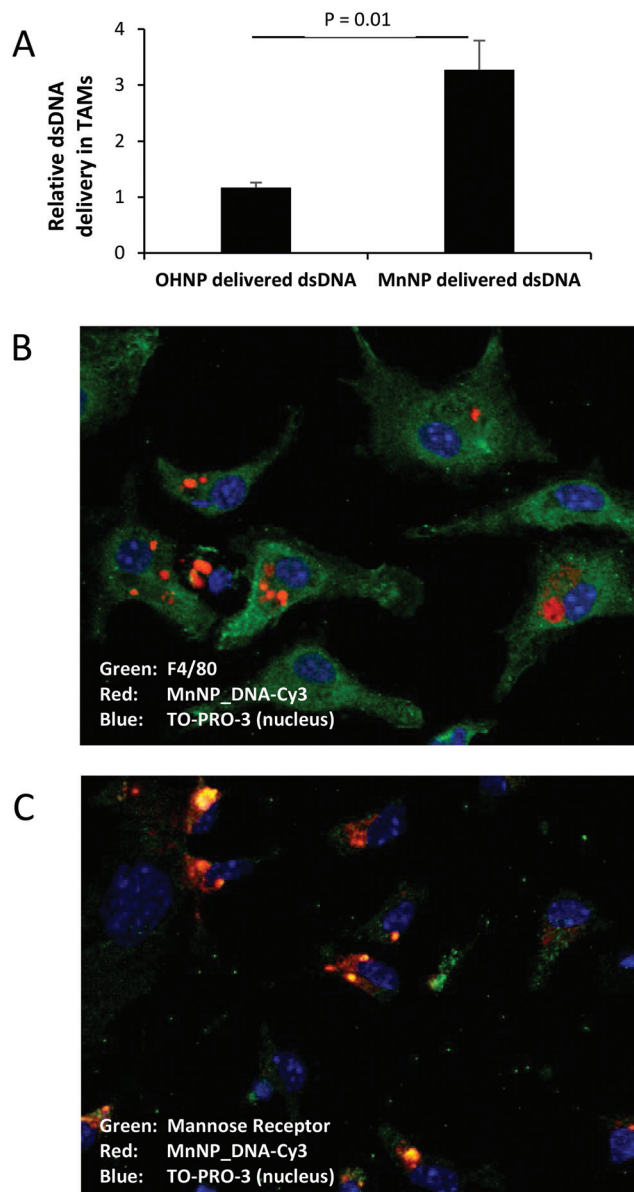 A
P = 0.01
Relative dsDNA
delivery in TAMs
4
3
2
1
0
OHNP delivered dsDNA MnNP delivered dsDNA
B
Green: F4/80
Red: MnNP_DNA-Cy3
Blue: TO-PRO-3 (nucleus)
C
Green: Mannose Receptor
Red: MnNP_DNA-Cy3
Blue: TO-PRO-3 (nucleus)